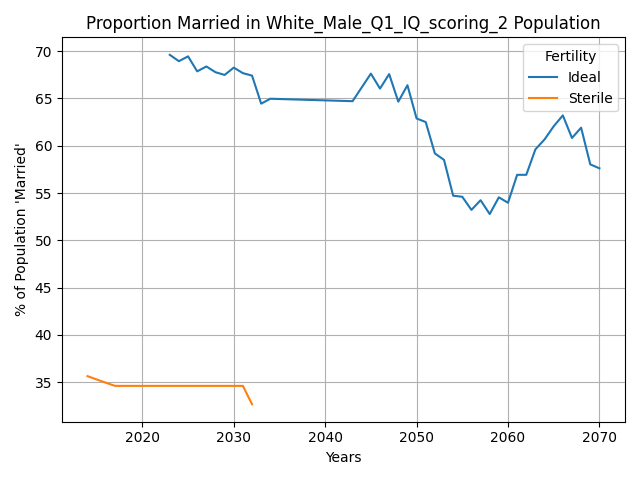 Proportion Married in White_Male_Q1_IQ_scoring_2 Population
% of Population 'Married'
70
65
60
55
50
45
40
35
Fertility
Ideal
Sterile
2020 2030 2040 2050 2060 2070
Years